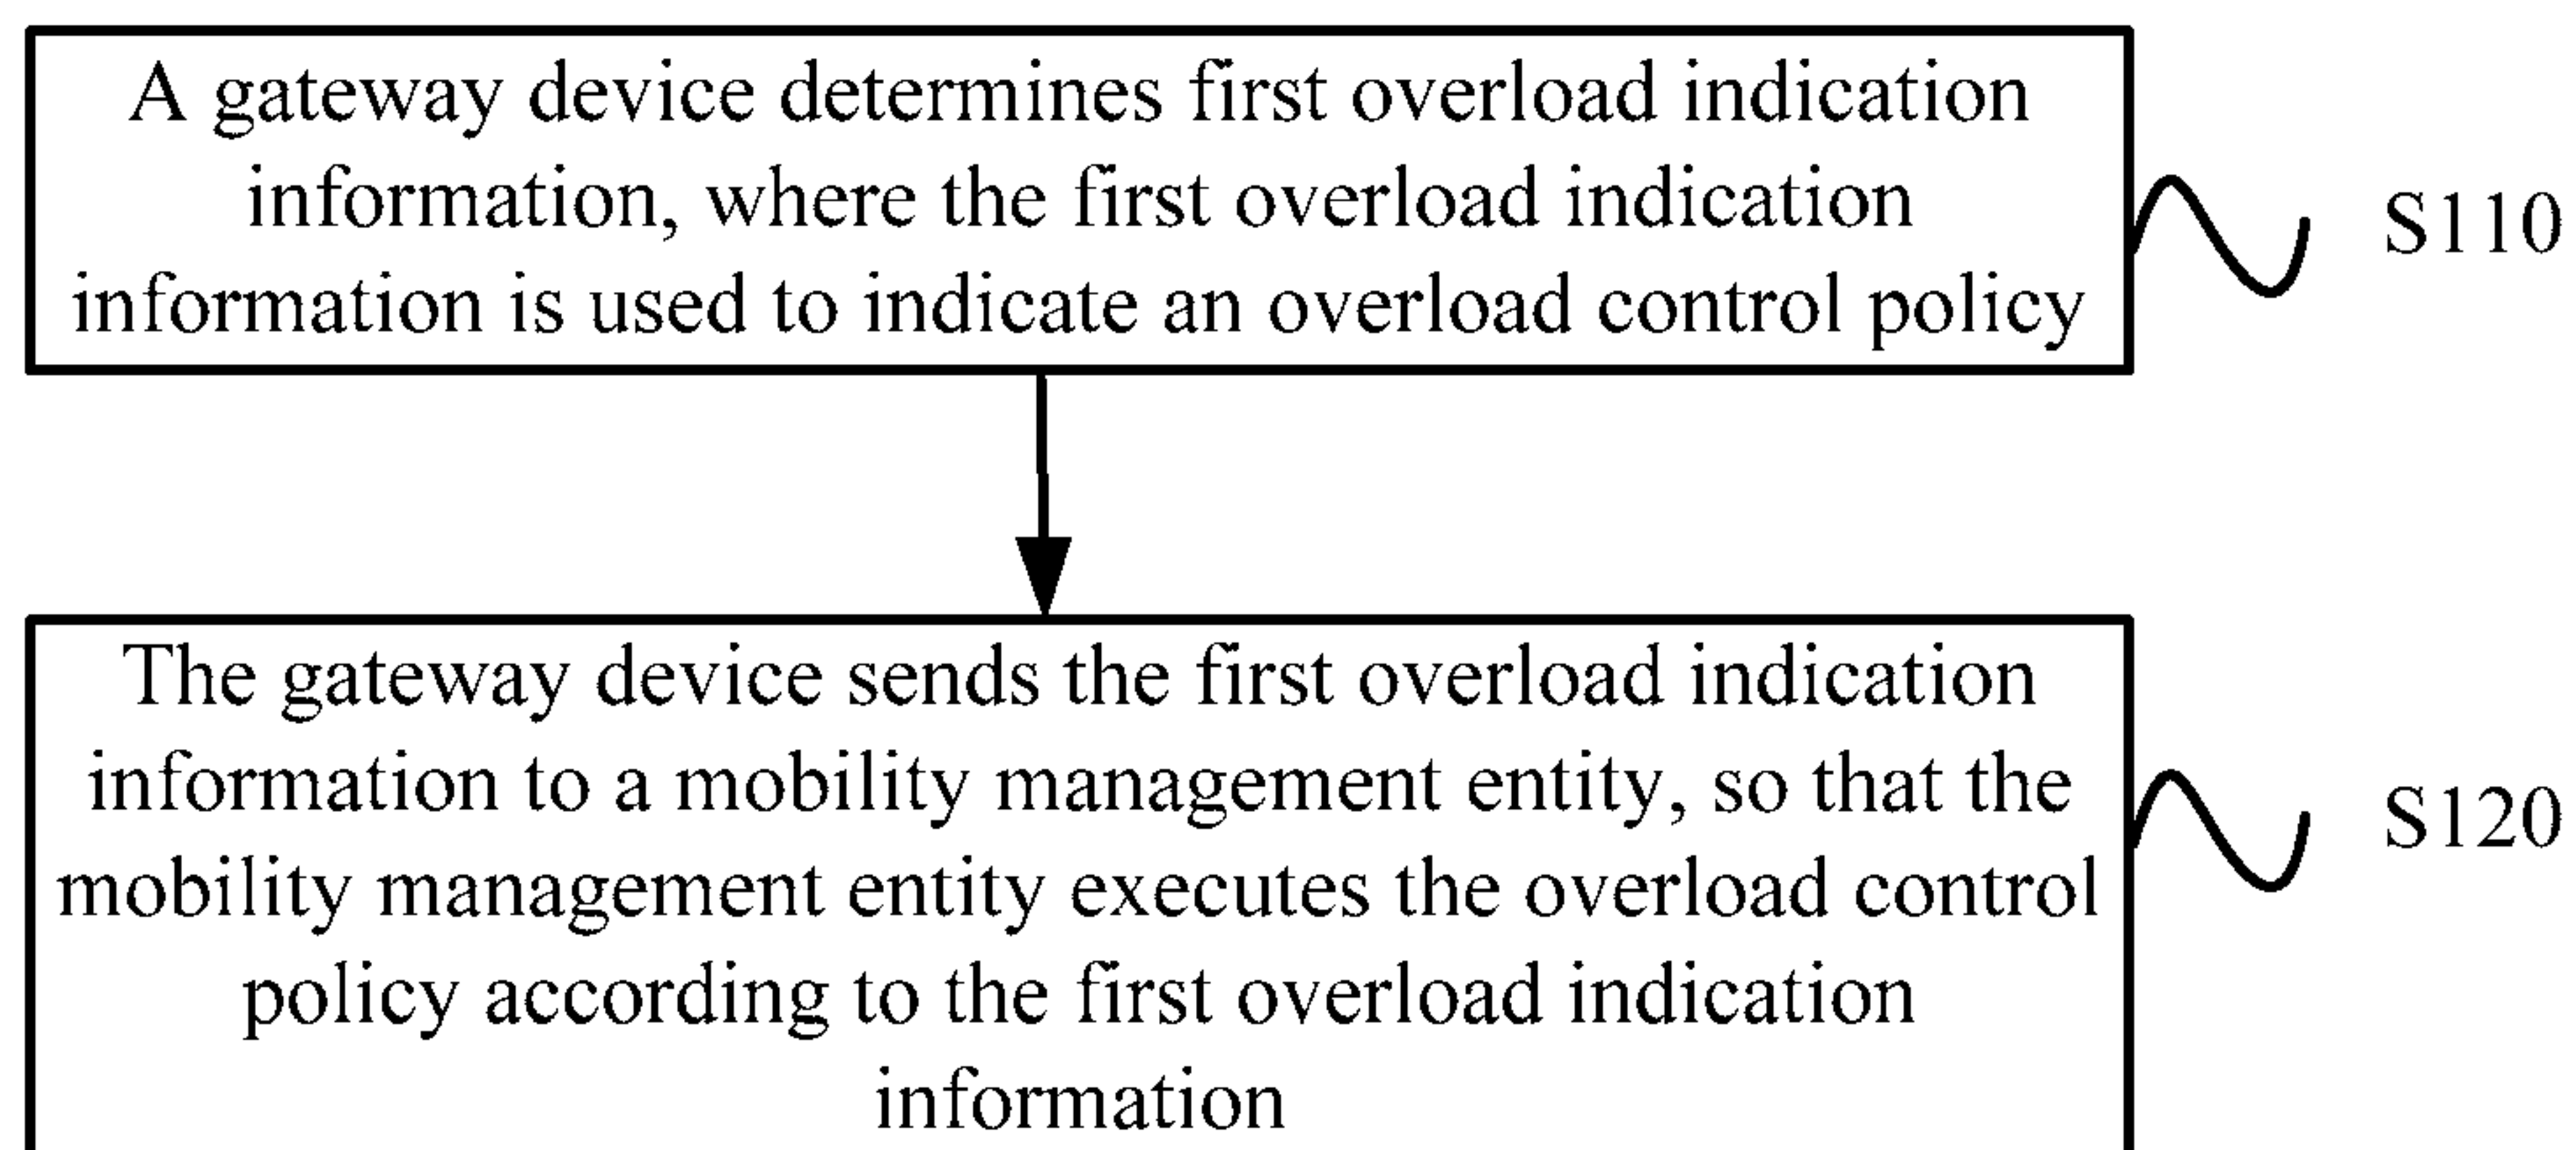 A gateway device determines first overload indication
information, where the first overload indication
information is used to indicate an overload control policy
S110
The gateway device sends the first overload indication
information to a mobility management entity, so that the
mobility management entity executes the overload control
policy according to the first overload indication
information
S120